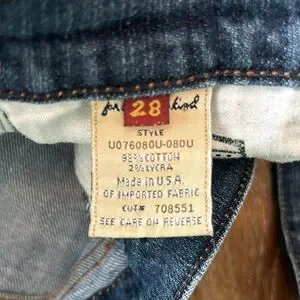 for 28
STYLE
U076080U-080U
98% COTTON
2% LYCRA
Made in U.S.A.
OF IMPORTED FABRIC
CUT# 708551
SEE CARE ON REVERSE